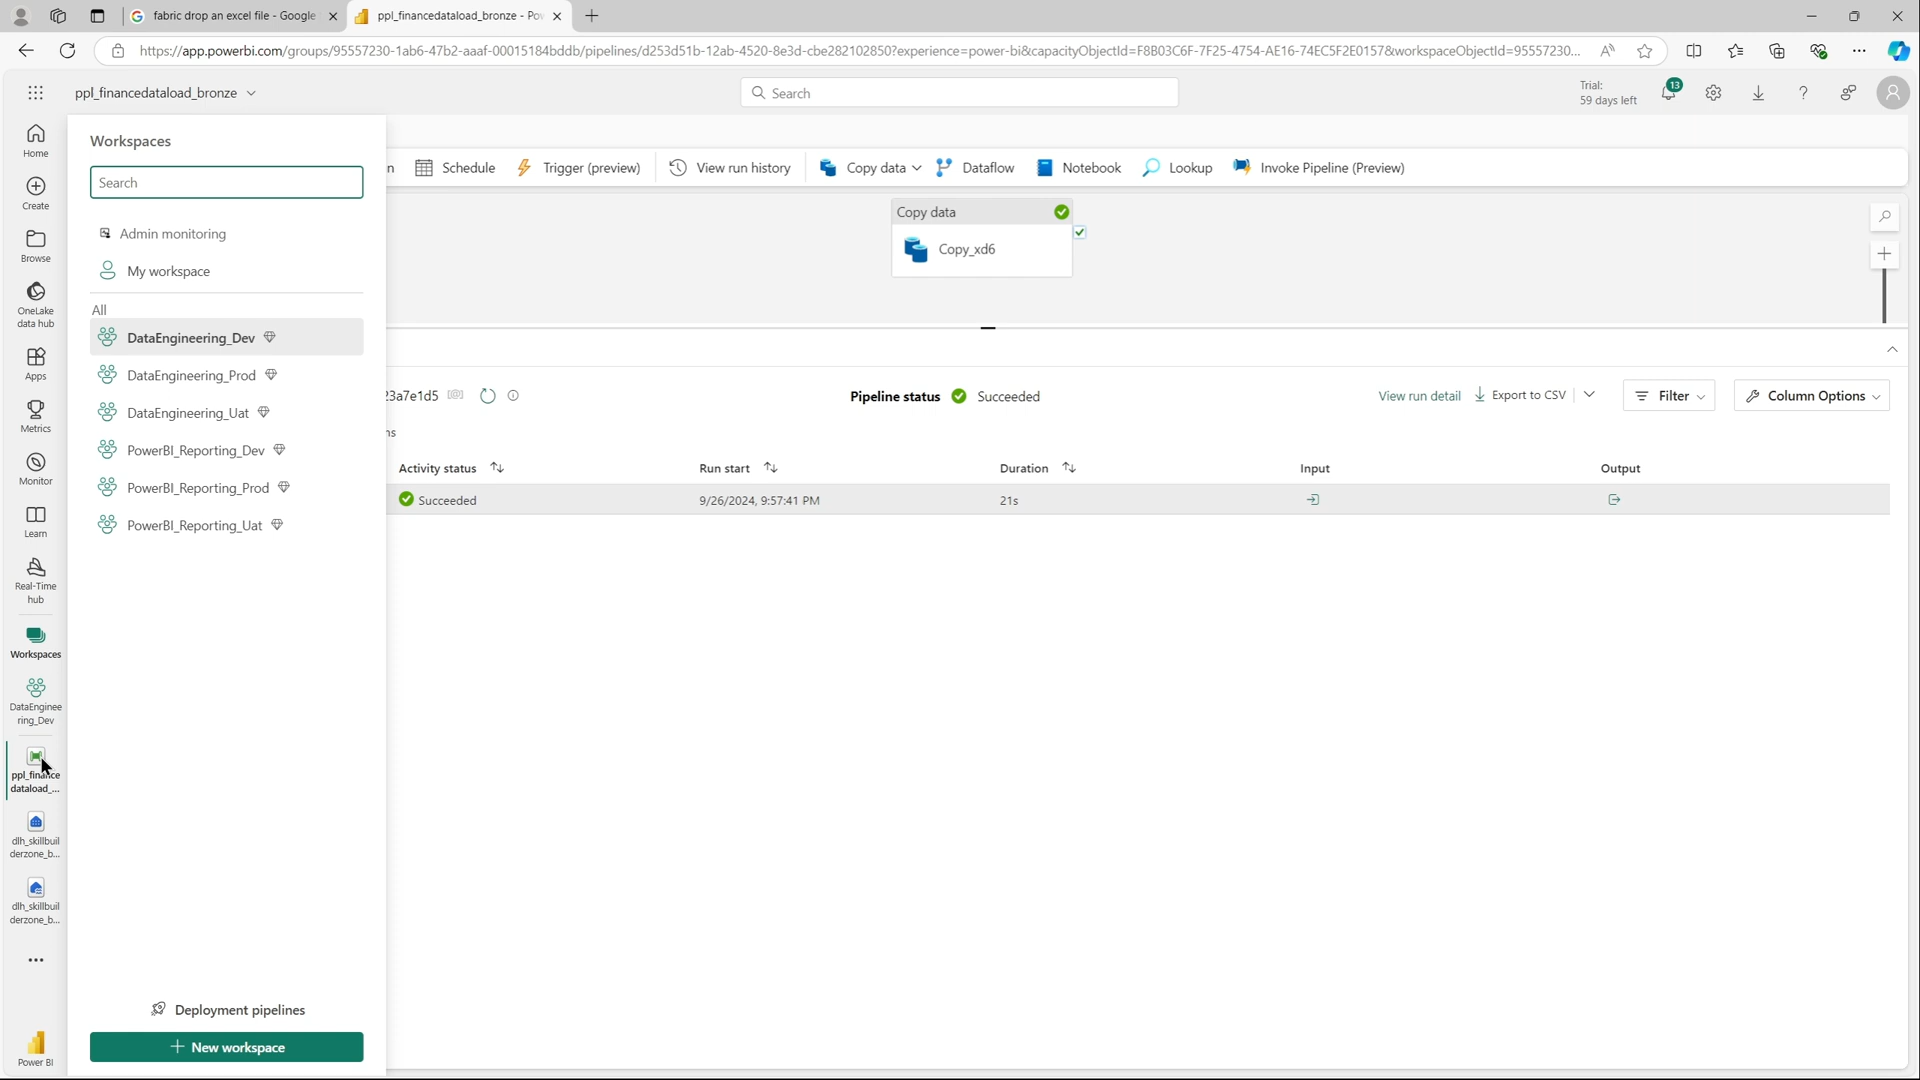 fabric drop an excel file - Google
ppl_financedataload_bronze - Pow
https://app.powerbi.com/groups/95557230-1ab6-47b2-aaaf-00015184bddb/pipelines/d253d51b-12ab-4520-8e3d-cbe282102850?experience=power-bi&capacityObjectId=F8B03C6F-7F25-4754-AE16-74EC5F2E0157&workspaceObjectId=95557230...
ppl_financedataload_bronze
Search
Trial:
59 days left
13
Home
Create
Browse
OneLake
data hub
Apps
Metrics
Monitor
Learn
Real-Time
hub
Workspaces
DataEnginee
ring_Dev
ppl_finance
dataload_...
dlh_skillbuil
derzone_b...
dlh_skillbuil
derzone_b...
Power BI
Workspaces
Search
Admin monitoring
My workspace
All
DataEngineering_Dev
DataEngineering_Prod
DataEngineering_Uat
PowerBI_Reporting_Dev
PowerBI_Reporting_Prod
PowerBI_Reporting_Uat
Deployment pipelines
New workspace
n
Schedule
Trigger (preview)
View run history
Copy data
Dataflow
Notebook
Lookup
Invoke Pipeline (Preview)
Copy data
Copy_xd6
23a7e1d5
Pipeline status
Succeeded
View run detail
Export to CSV
Filter
Column Options
ns
Activity status
Run start
Duration
Input
Output
Succeeded
9/26/2024, 9:57:41 PM
21s